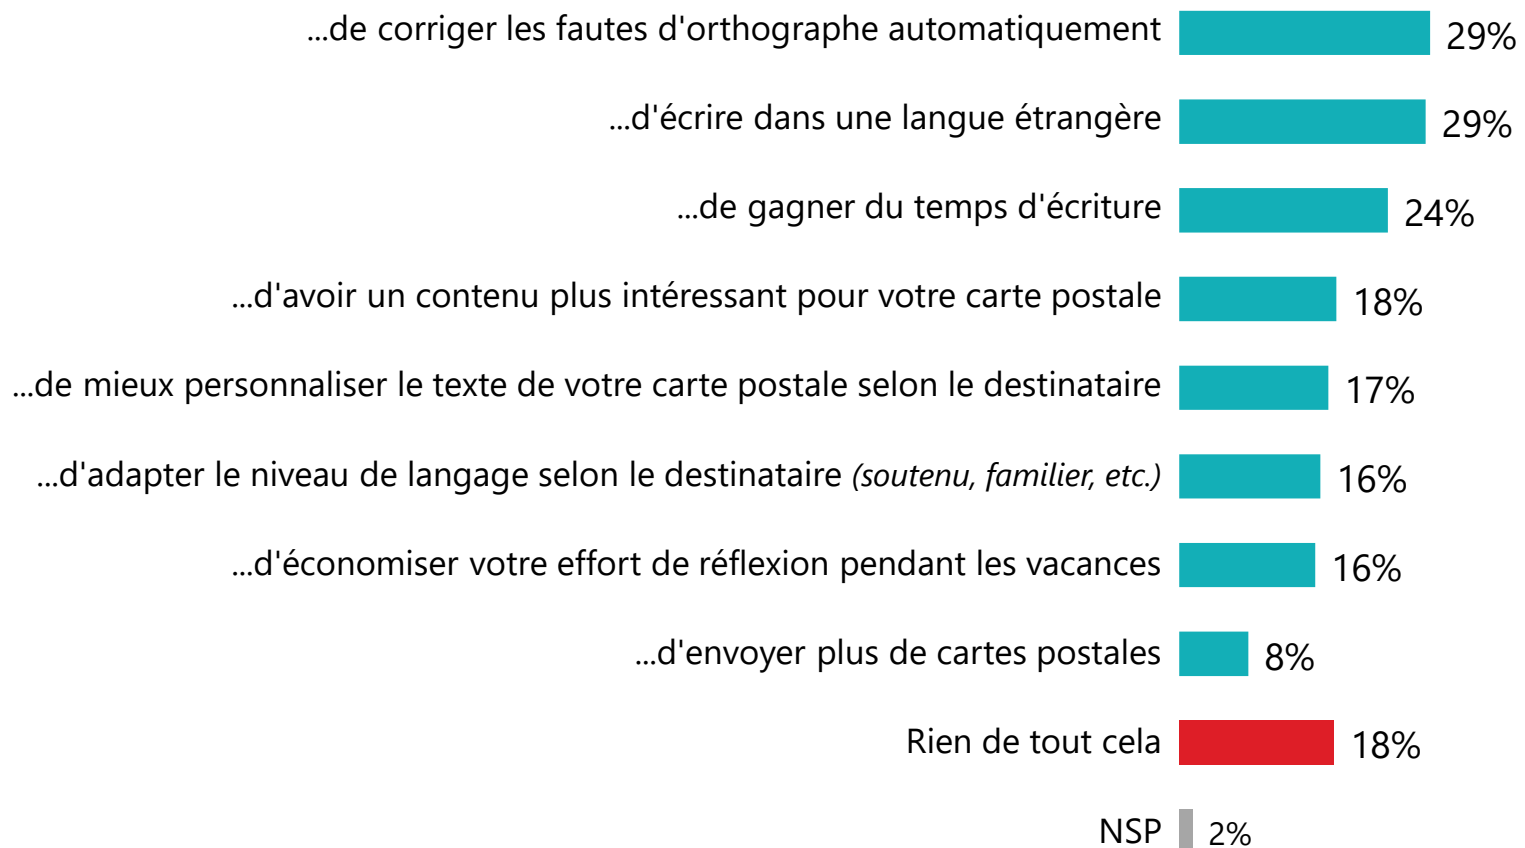 ...de corriger les fautes d'orthographe automatiquement 29%
...d'écrire dans une langue étrangère 29%
...de gagner du temps d'écriture 24%
...d'avoir un contenu plus intéressant pour votre carte postale 18%
...de mieux personnaliser le texte de votre carte postale selon le destinataire 17%
...d'adapter le niveau de langage selon le destinataire (soutenu, familier, etc.) 16%
...d'économiser votre effort de réflexion pendant les vacances 16%
...d'envoyer plus de cartes postales 8%
Rien de tout cela 18%
NSP 2%